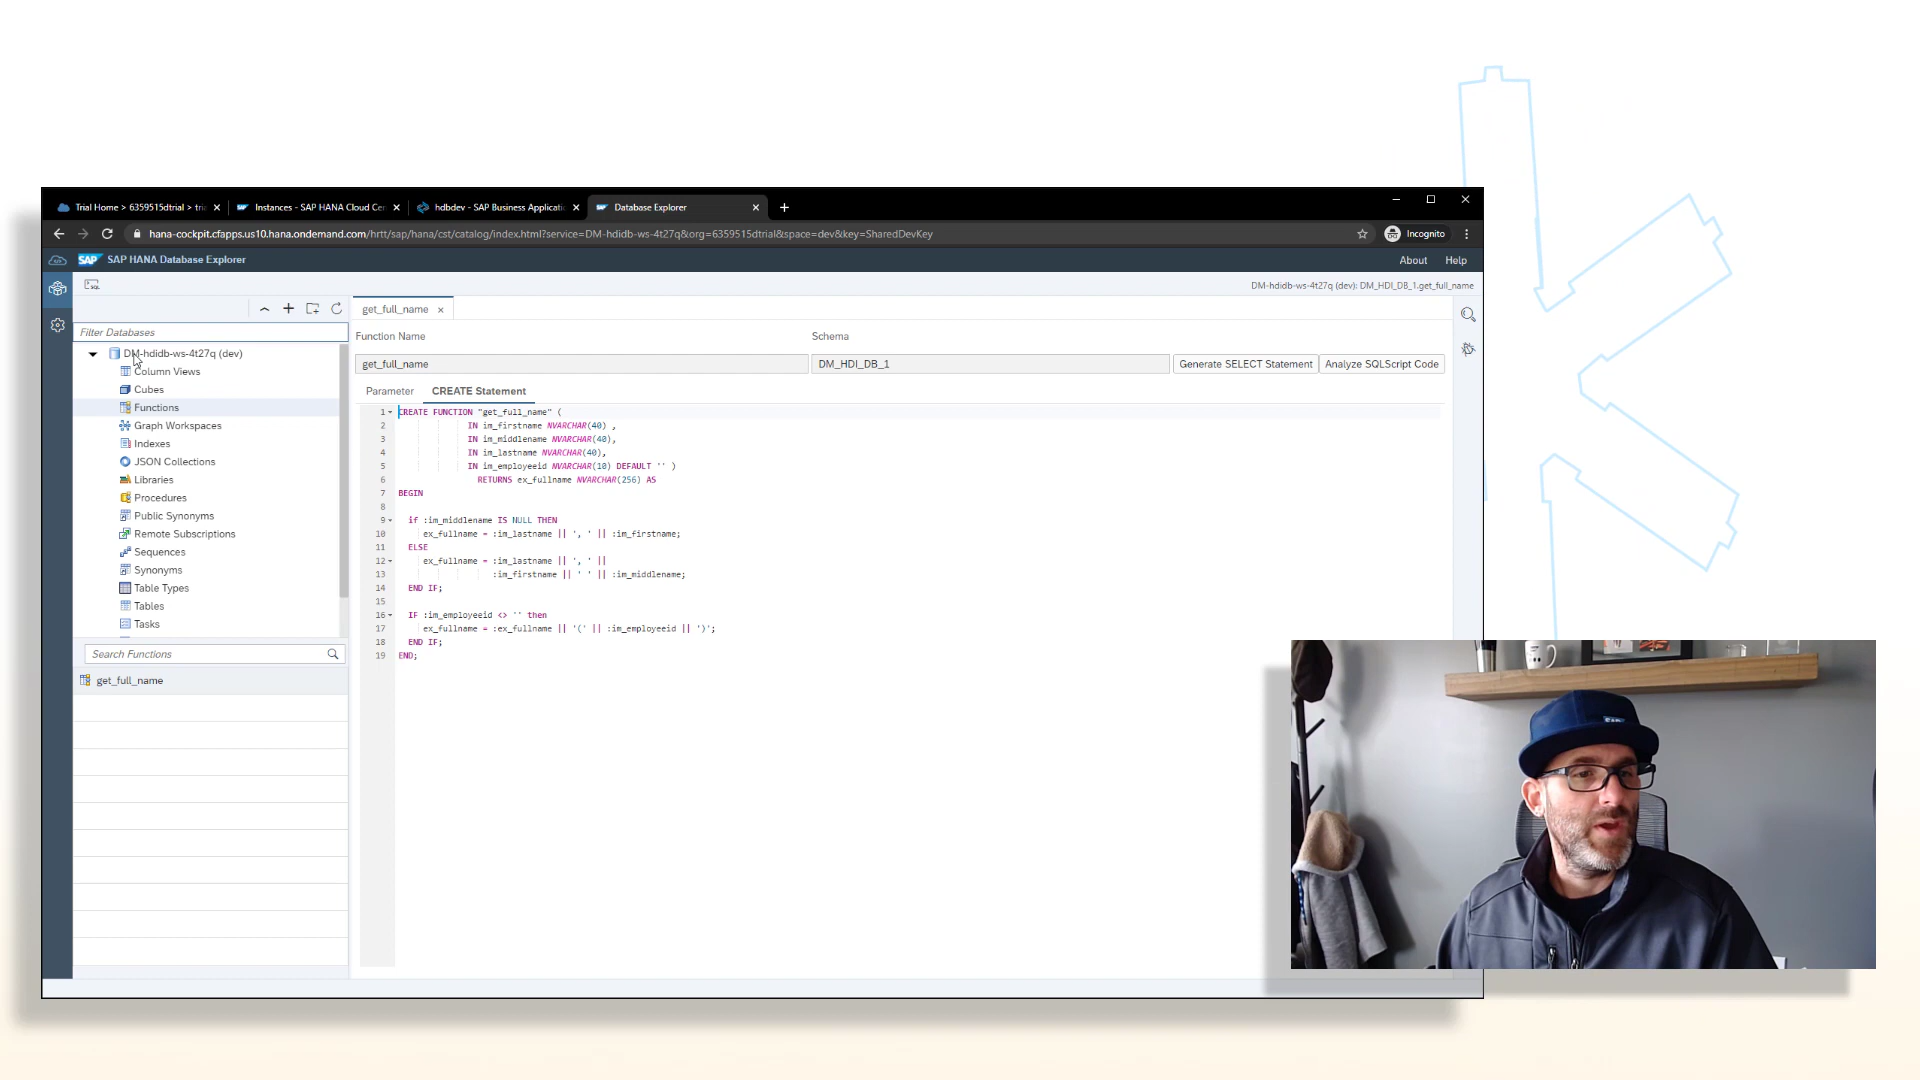 Trial Home > 6359515dtrial > tri
Instances - SAP HANA Cloud Cen
hdbdev - SAP Business Applicati
Database Explorer
hana-cockpit.cfapps.us10.hana.ondemand.com/hrtt/sap/hana/cst/catalog/index.html?service=DM-hdidb-ws-4t27q&org=6359515dtrial&space=dev&key=SharedDevKey
Incognito
SAP SAP HANA Database Explorer
About Help
DM-hdidb-ws-4t27q (dev): DM_HDI_DB_1.get_full_name
Filter Databases
DM-hdidb-ws-4t27q (dev)
Column Views
Cubes
Functions
Graph Workspaces
Indexes
JSON Collections
Libraries
Procedures
Public Synonyms
Remote Subscriptions
Sequences
Synonyms
Table Types
Tables
Tasks
Search Functions
get_full_name
get_full_name
Function Name Schema
get_full_name DM_HDI_DB_1 Generate SELECT Statement Analyze SQLScript Code
Parameter CREATE Statement
1 CREATE FUNCTION "get_full_name" (
2 IN im_firstname NVARCHAR(40) ,
3 IN im_middlename NVARCHAR(40),
4 IN im_lastname NVARCHAR(40),
5 IN im_employeeid NVARCHAR(10) DEFAULT '' )
6 RETURNS ex_fullname NVARCHAR(256) AS
7 BEGIN
8
9 if :im_middlename IS NULL THEN
10 ex_fullname = :im_lastname || ', ' || :im_firstname;
11 ELSE
12 ex_fullname = :im_lastname || ', ' ||
13 :im_firstname || ' ' || :im_middlename;
14 END IF;
15
16 IF :im_employeeid <> '' then
17 ex_fullname = :ex_fullname || '(' || :im_employeeid || ')';
18 END IF;
19 END;
SAP